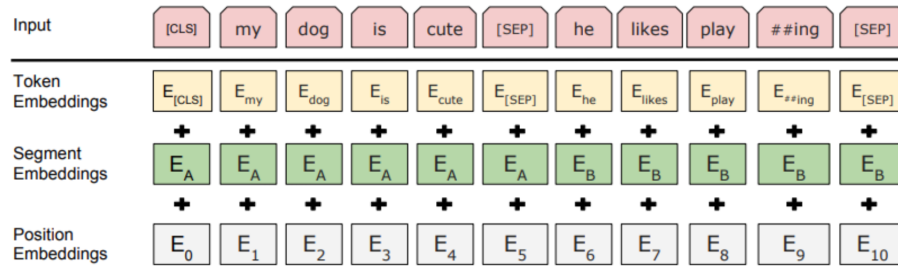 Input [CLS] my dog is cute [SEP] he likes play ##ing [SEP]
Token Embeddings E[CLS] Emy Edog Eis Ecute E[SEP] Ehe Elikes Eplay E##ing E[SEP]
+ + + + + + + + + + +
Segment Embeddings EA EA EA EA EA EA EB EB EB EB EB
+ + + + + + + + + + +
Position Embeddings E0 E1 E2 E3 E4 E5 E6 E7 E8 E9 E10